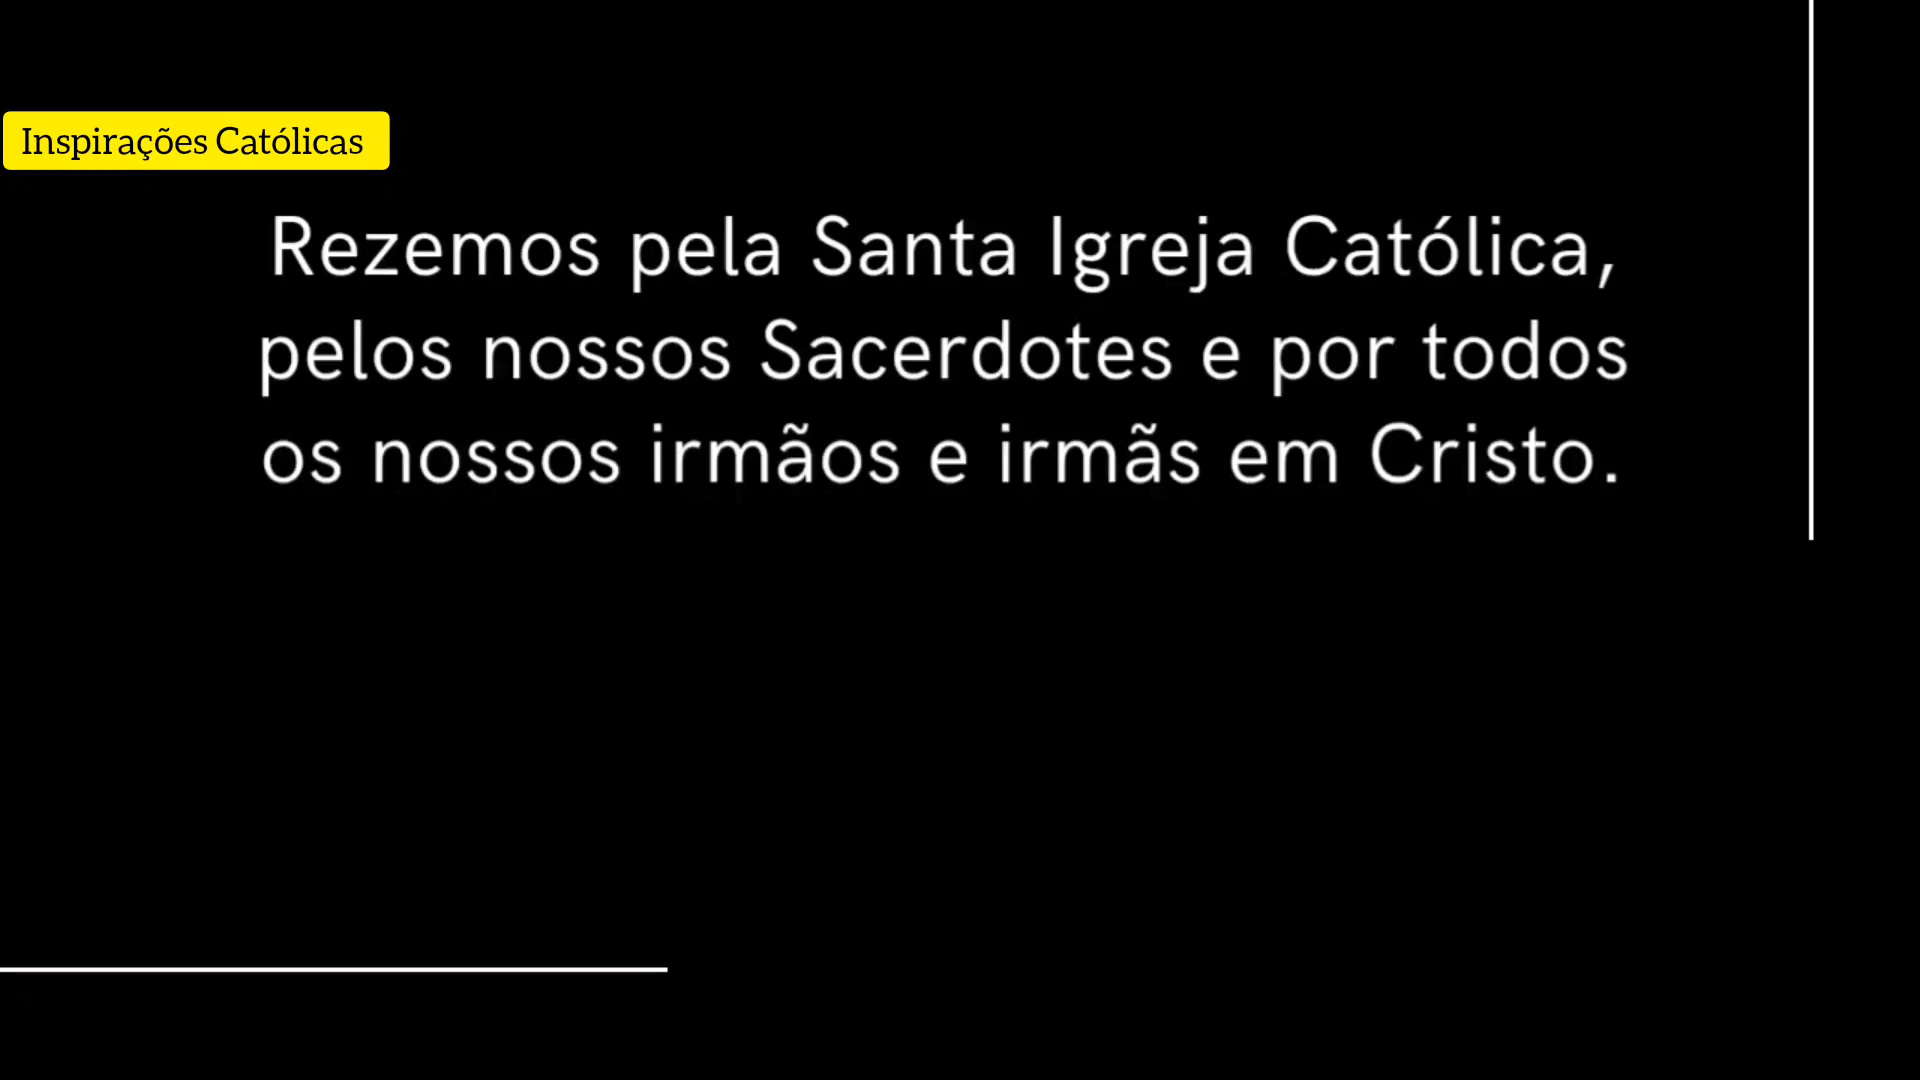 Inspirações Católicas
Rezemos pela Santa Igreja Católica,
pelos nossos Sacerdotes e por todos
os nossos irmãos e irmãs em Cristo.